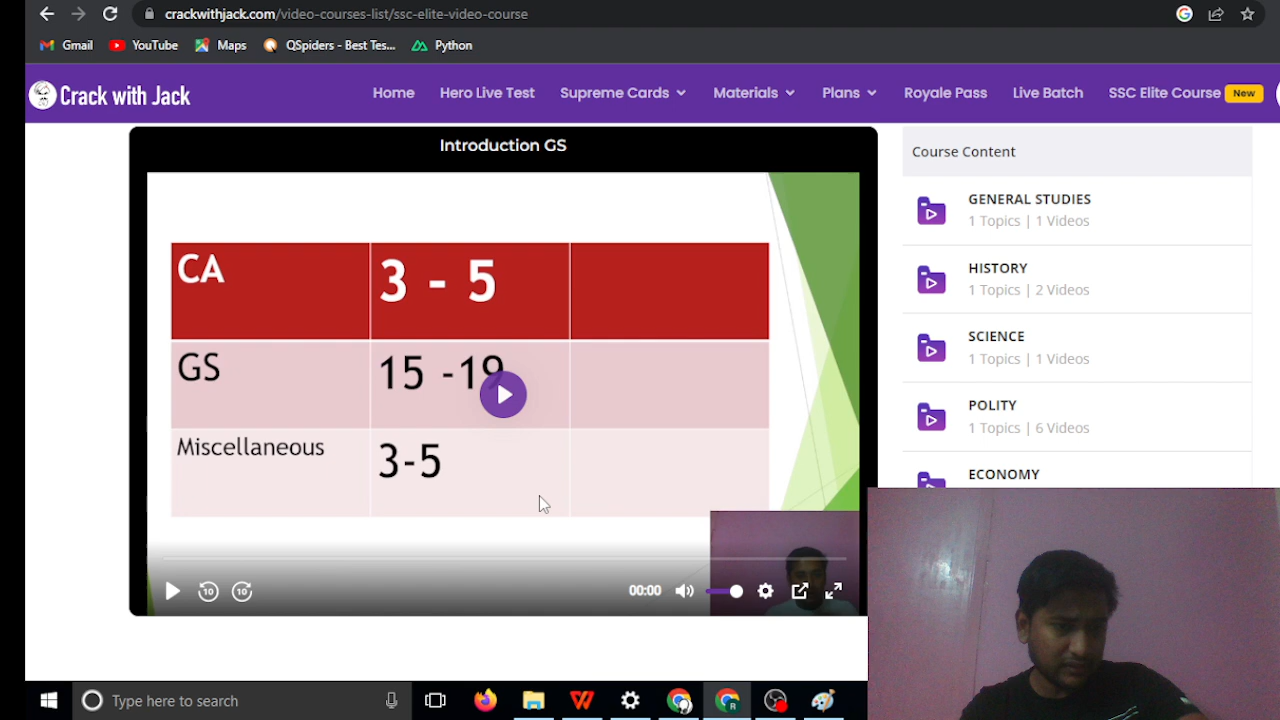 crackwithjack.com/video-courses-list/ssc-elite-video-course
Gmail YouTube Maps QSpiders - Best Tes... Python
Crack with Jack Home Hero Live Test Supreme Cards Materials Plans Royale Pass Live Batch SSC Elite Course New
Introduction GS
CA 3 - 5
GS 15 -19
Miscellaneous 3-5
10 10 00:00
Course Content
GENERAL STUDIES
1 Topics | 1 Videos
HISTORY
1 Topics | 2 Videos
SCIENCE
1 Topics | 1 Videos
POLITY
1 Topics | 6 Videos
ECONOMY
Type here to search